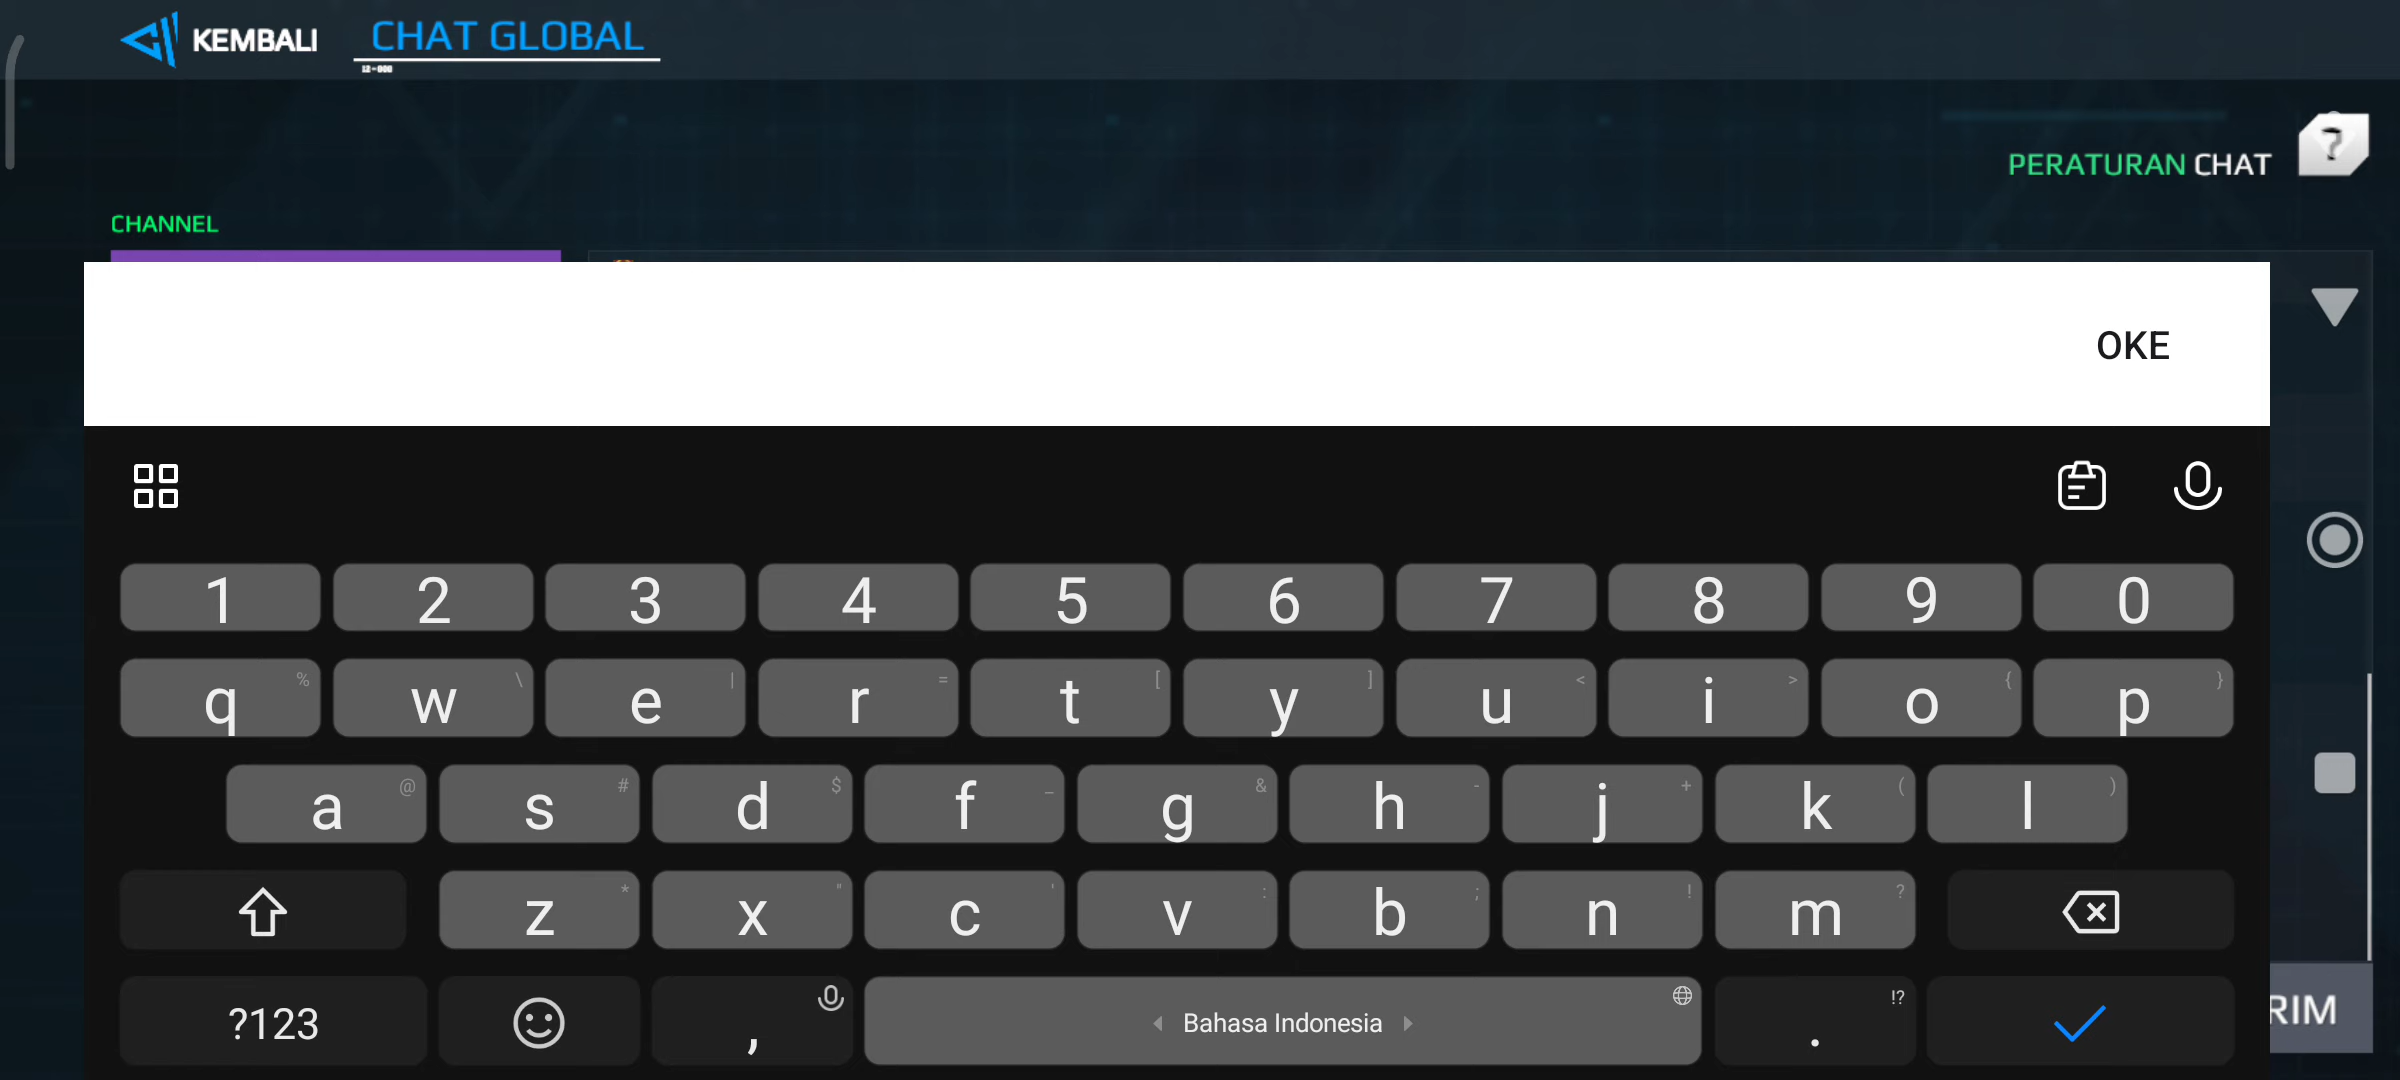 KEMBALI CHAT GLOBAL
PERATURAN CHAT
CHANNEL
OKE
1 2 3 4 5 6 7 8 9 0
q % w \ e | r = t [ y ] u < i > o { p }
a @ s # d $ f _ g & h - j + k ( l )
z * x " c ' v : b ; n ! m ?
?123 , Bahasa Indonesia . !?
RIM